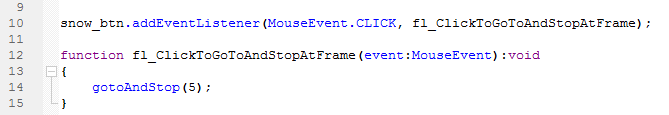 9
10 snow_btn.addEventListener(MouseEvent.CLICK, fl_ClickToGoToAndStopAtFrame);
11
12 function fl_ClickToGoToAndStopAtFrame(event:MouseEvent):void
13 {
14 gotoAndStop(5);
15 }